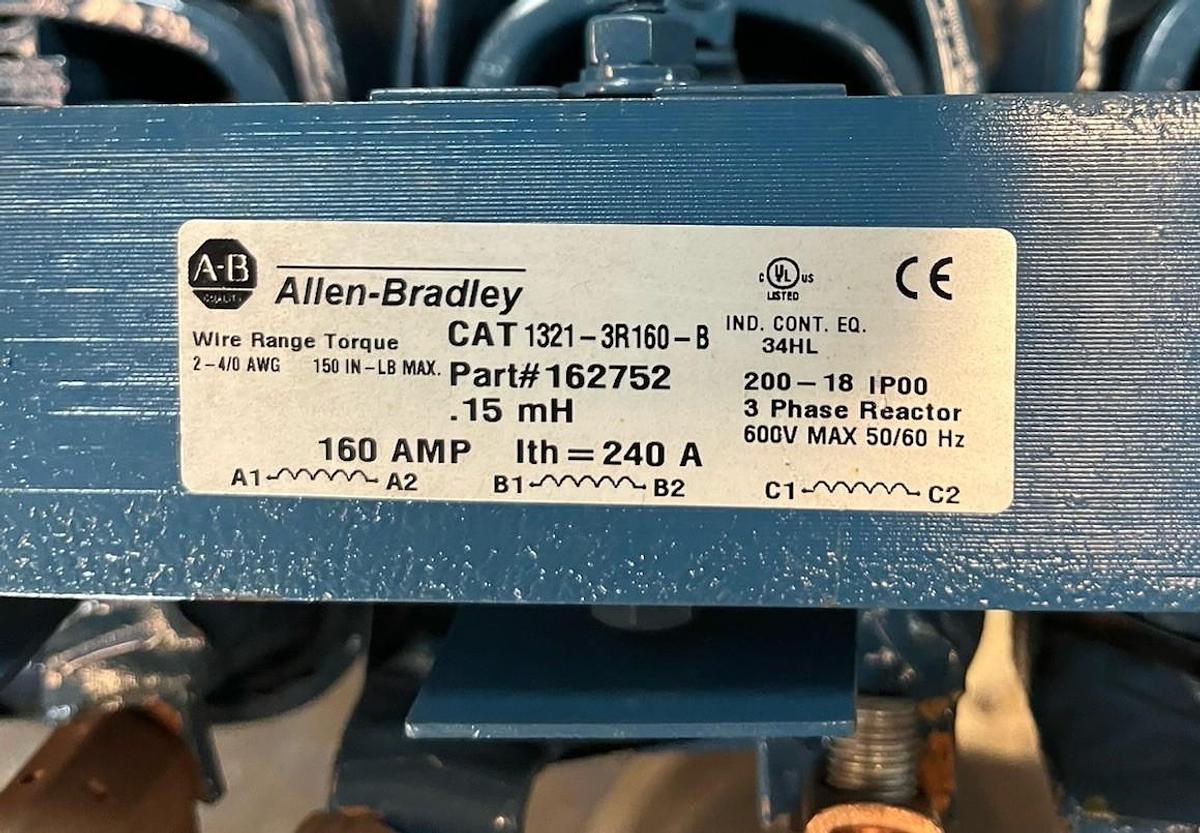 A-B
QUALITY
Allen-Bradley
Wire Range Torque
2-4/0 AWG 150 IN-LB MAX.
CAT 1321-3R160-B
Part# 162752
.15 mH
160 AMP Ith = 240 A
C UL US
LISTED
CE
IND. CONT. EQ.
34HL
200-18 IP00
3 Phase Reactor
600V MAX 50/60 Hz
A1 A2 B1 B2 C1 C2